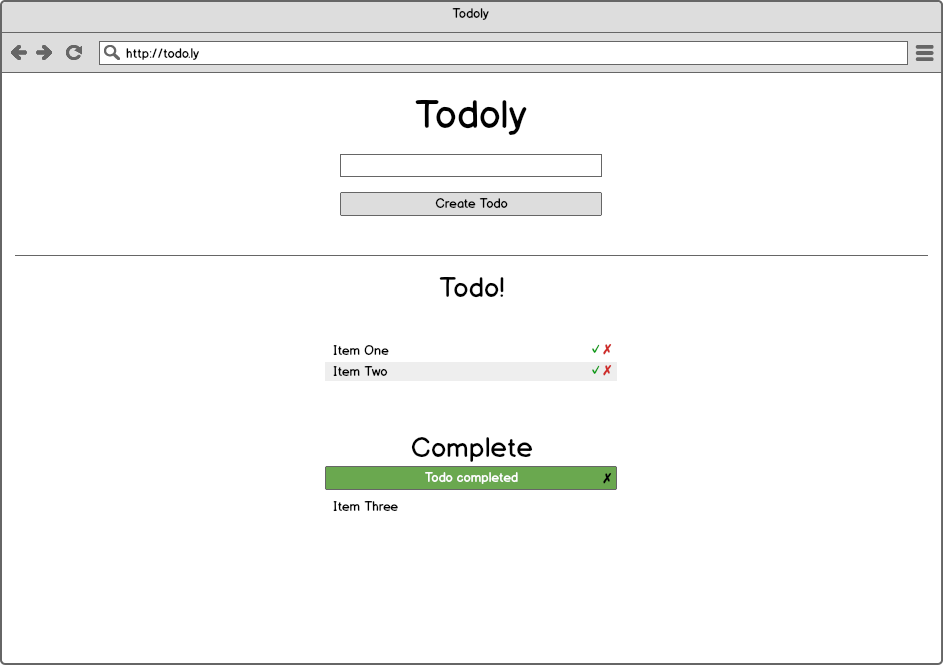 Todoly
http://todo.ly
Todoly
Create Todo
Todo!
Item One ✓ ✗
Item Two ✓ ✗
Complete
Todo completed ✗
Item Three